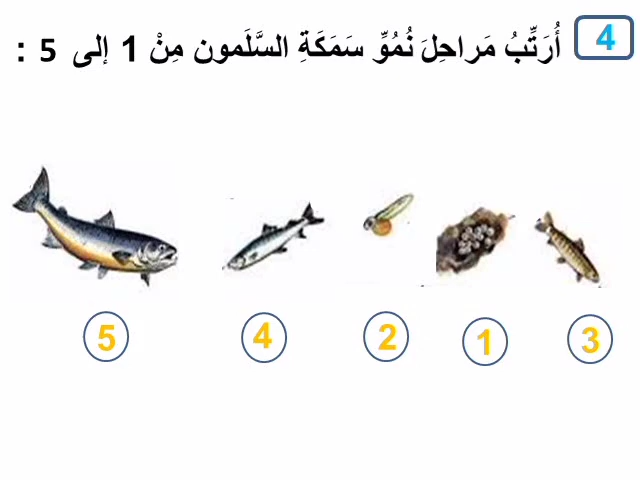 4
أُرَتِّبُ مَراحِلَ نُمُوِّ سَمَكَةِ السَّلَمون مِنْ 1 إلى 5 :
3 1 2 4 5